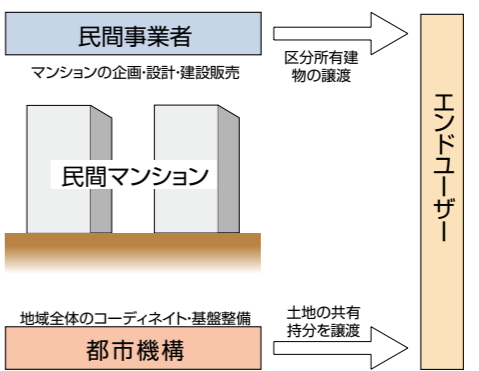 民間事業者
マンションの企画・設計・建設販売
区分所有建
物の譲渡
エンドユーザー
民間マンション
地域全体のコーディネイト・基盤整備
都市機構
土地の共有
持分を譲渡